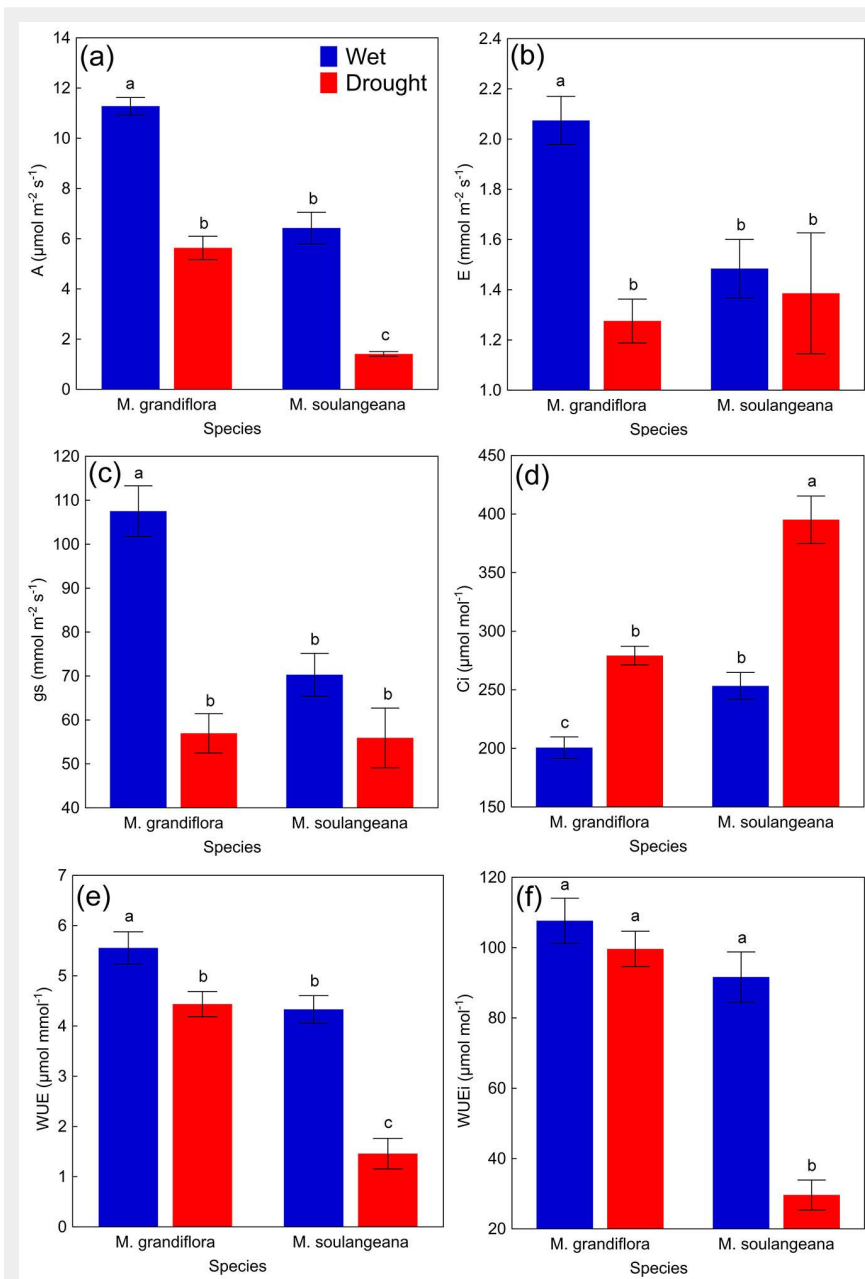 (a)
Wet
Drought
14
12
10
8
6
4
2
0
A (µmol m⁻² s⁻¹)
a
b
b
c
M. grandiflora M. soulangeana
Species
(b)
2.4
2.2
2.0
1.8
1.6
1.4
1.2
1.0
E (mmol m⁻² s⁻¹)
a
b
b
b
M. grandiflora M. soulangeana
Species
(c)
120
110
100
90
80
70
60
50
40
gs (mmol m⁻² s⁻¹)
a
b
b
b
M. grandiflora M. soulangeana
Species
(d)
450
400
350
300
250
200
150
Ci (µmol mol⁻¹)
c
b
b
a
M. grandiflora M. soulangeana
Species
(e)
7
6
5
4
3
2
1
0
WUE (µmol mmol⁻¹)
a
b
b
c
M. grandiflora M. soulangeana
Species
(f)
120
100
80
60
40
20
WUEi (µmol mol⁻¹)
a
a
a
b
M. grandiflora M. soulangeana
Species